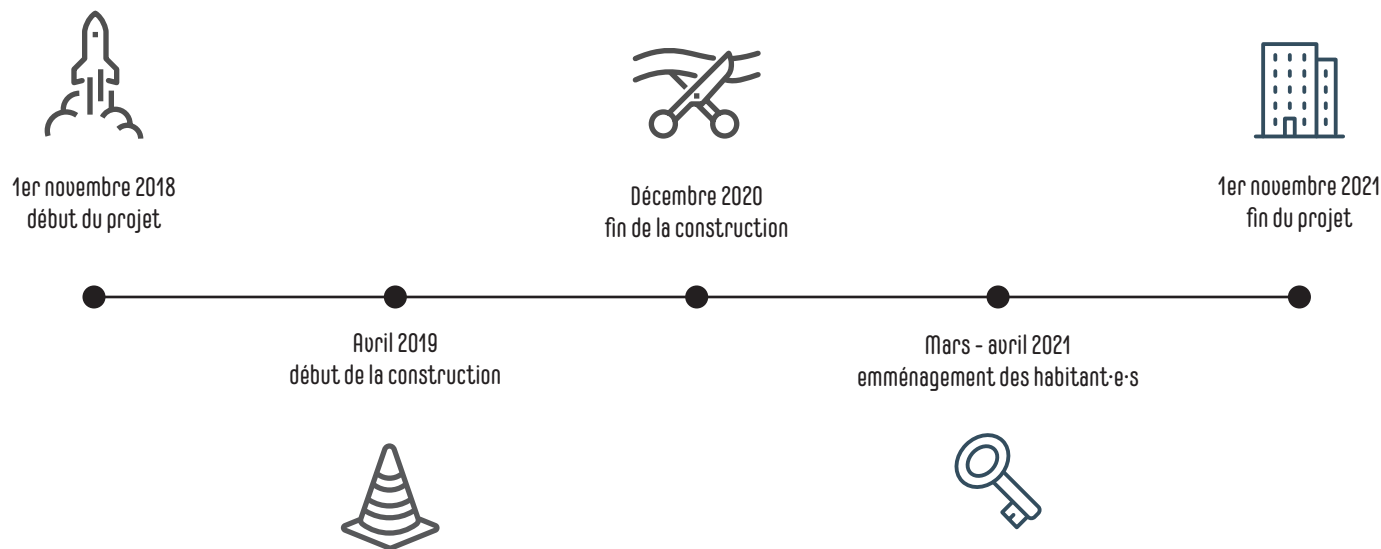 1er novembre 2018
début du projet
Avril 2019
début de la construction
Décembre 2020
fin de la construction
Mars - avril 2021
emménagement des habitant·e·s
1er novembre 2021
fin du projet